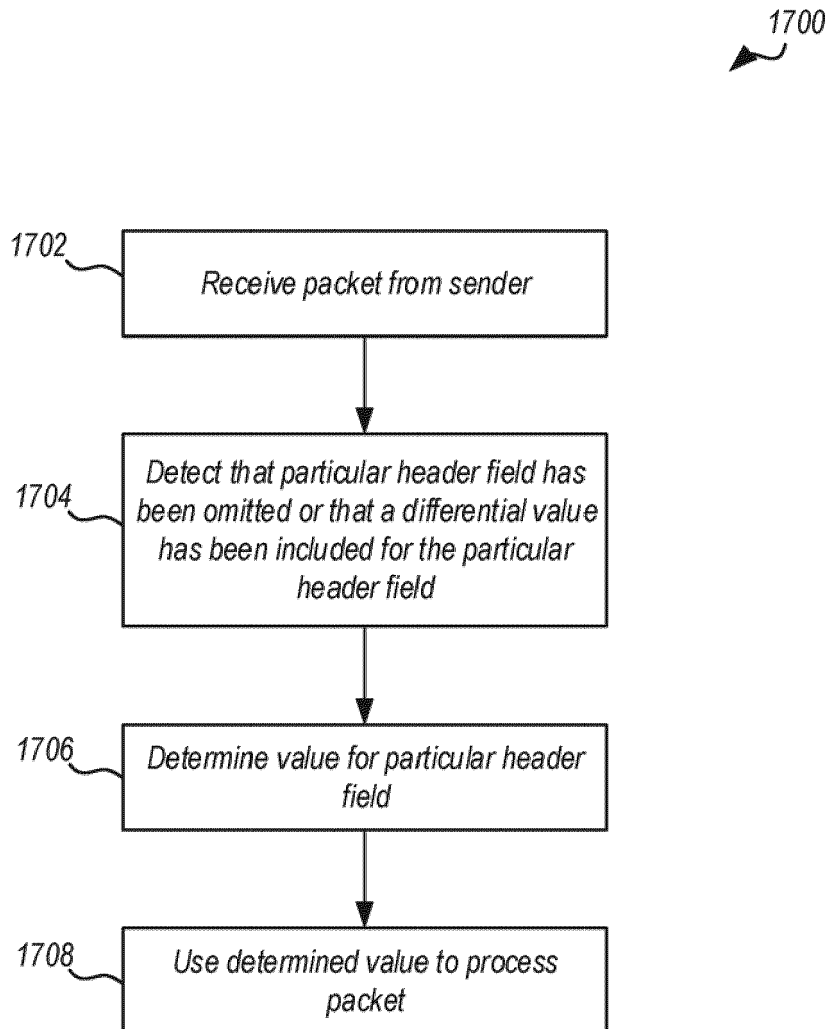 1700
1702
Receive packet from sender
1704
Detect that particular header field has
been omitted or that a differential value
has been included for the particular
header field
1706
Determine value for particular header
field
1708
Use determined value to process
packet